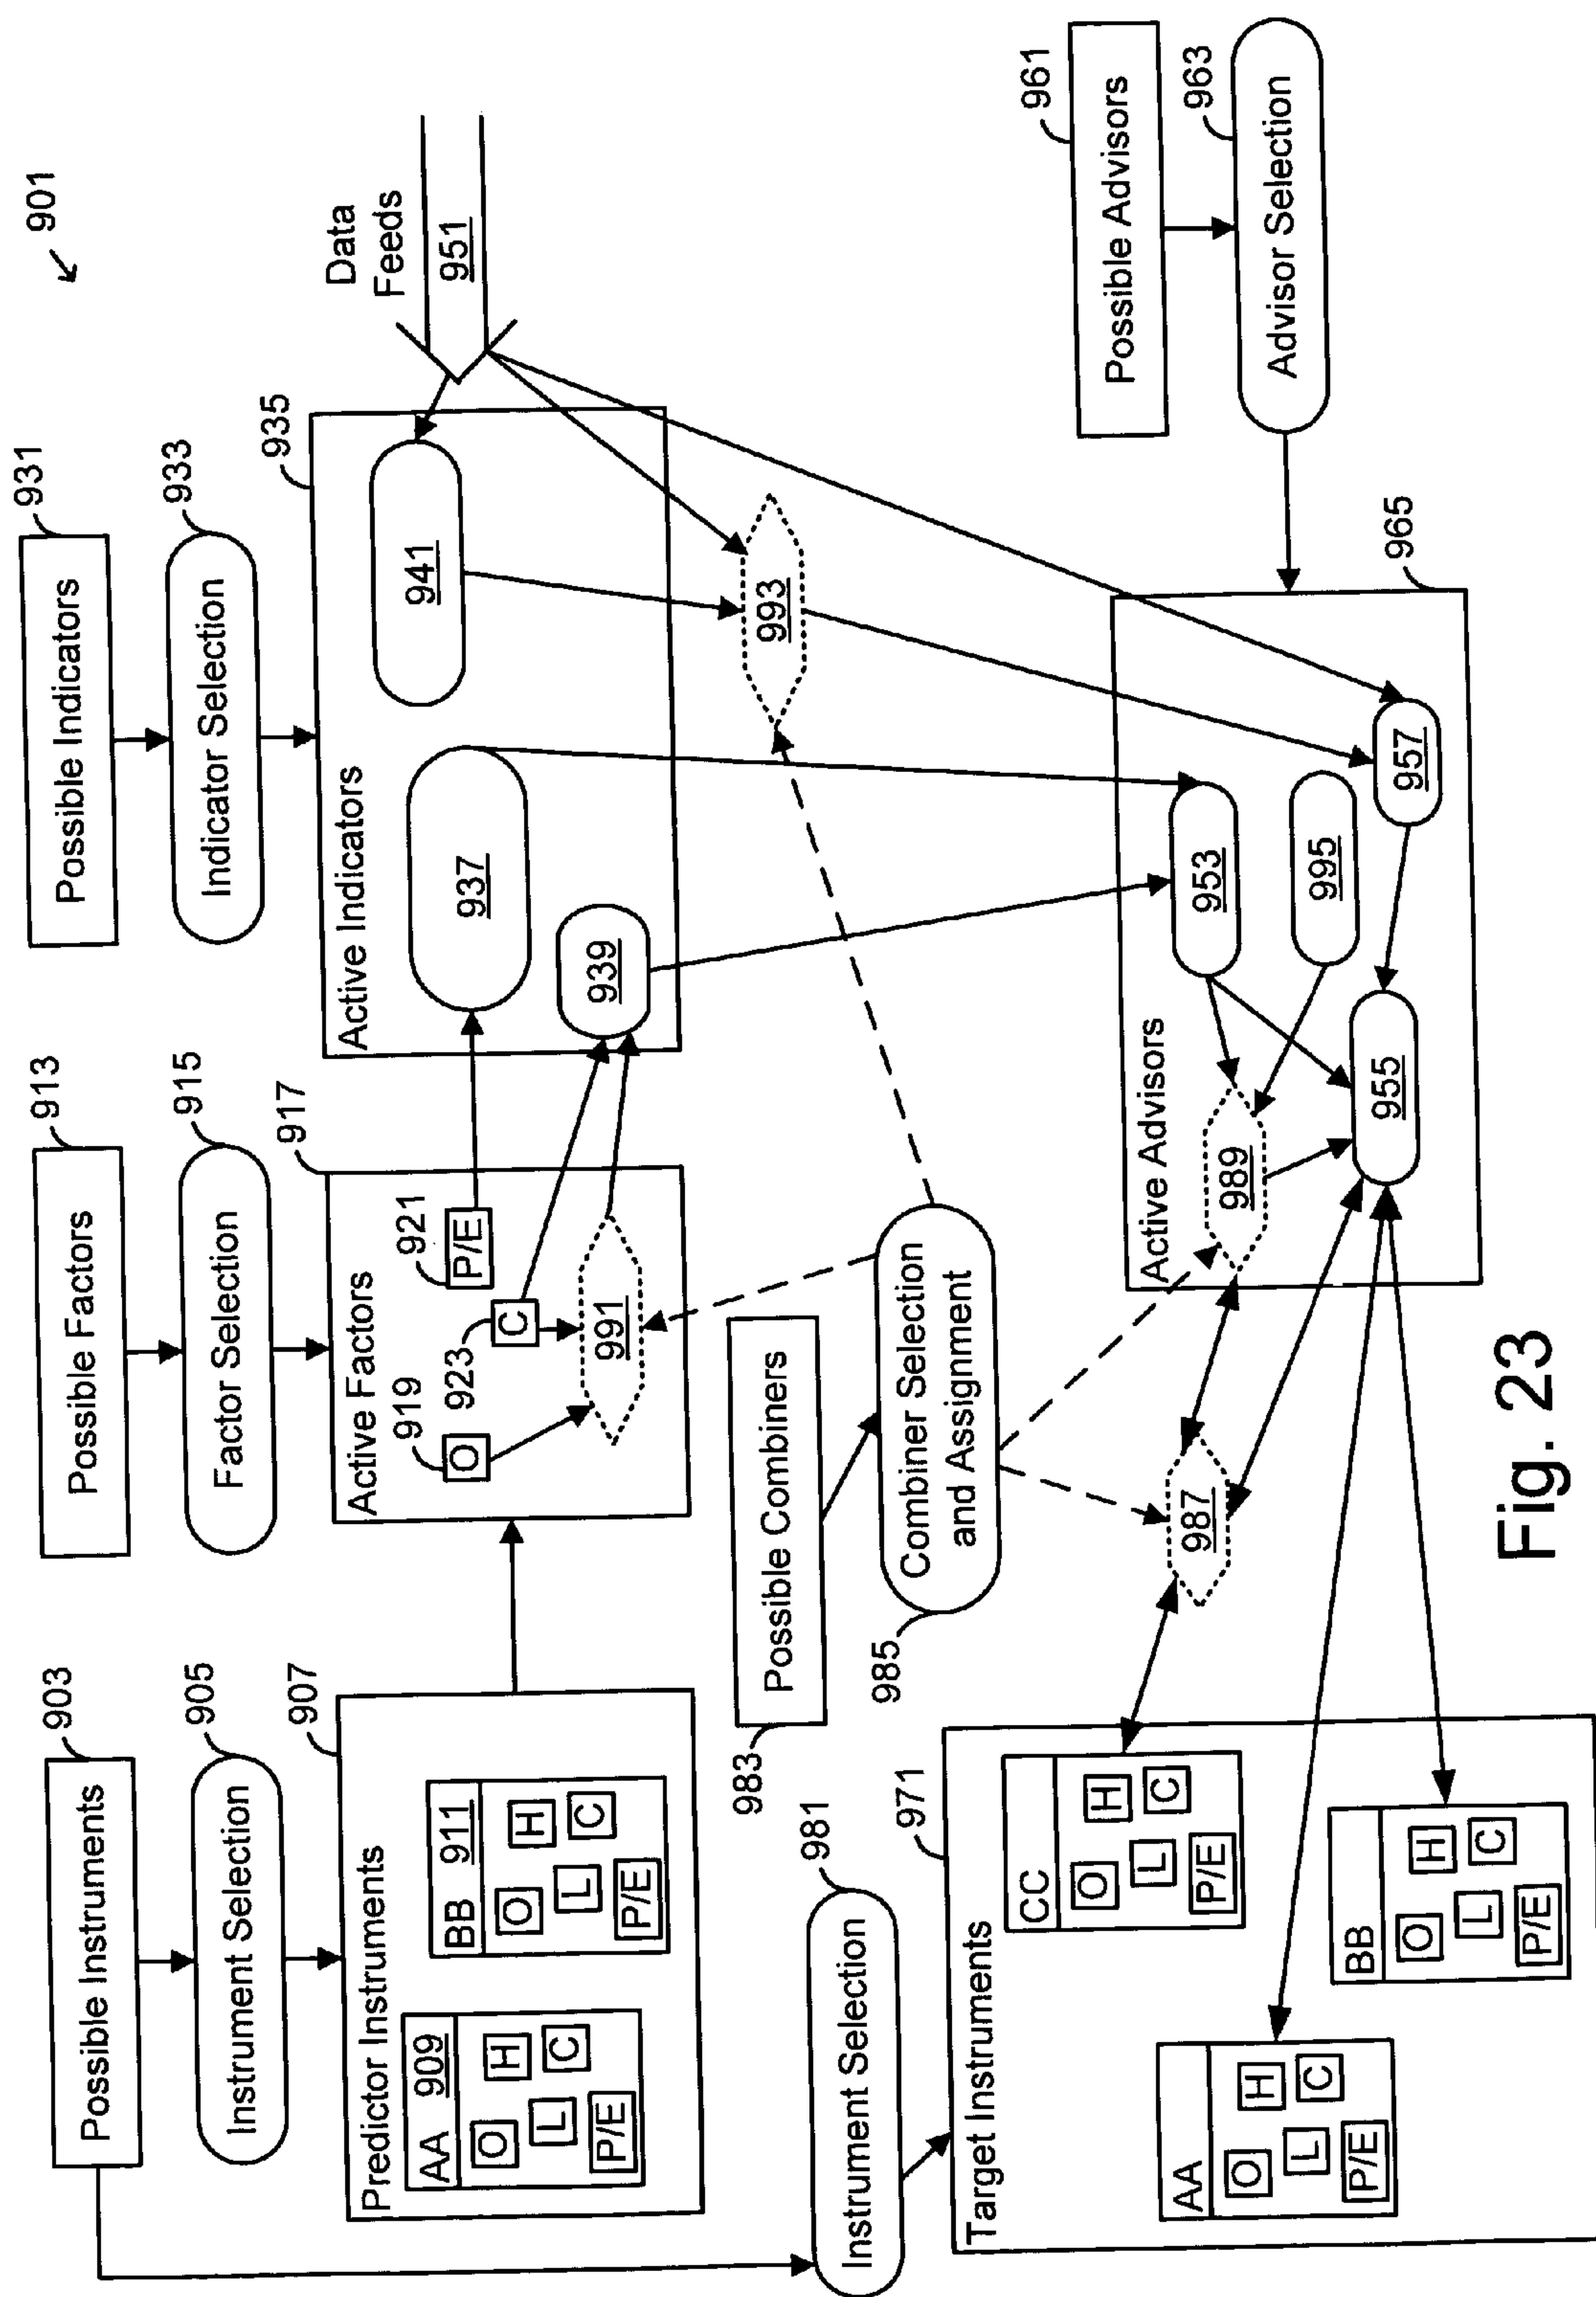 901
903
Possible Instruments
905
Instrument Selection
907
Predictor Instruments
AA 909
O
H
L
C
P/E
BB 911
O
H
L
C
P/E
913
Possible Factors
915
Factor Selection
917
Active Factors
919
O
923
C
921
P/E
991
931
Possible Indicators
933
Indicator Selection
935
Active Indicators
937
939
941
Data
Feeds
951
993
983
Possible Combiners
985
Combiner Selection
and Assignment
987
981
Instrument Selection
971
Target Instruments
AA
O
H
L
C
P/E
CC
O
H
L
C
P/E
BB
O
H
L
C
P/E
961
Possible Advisors
963
Advisor Selection
965
Active Advisors
989
953
995
955
957
Fig. 23